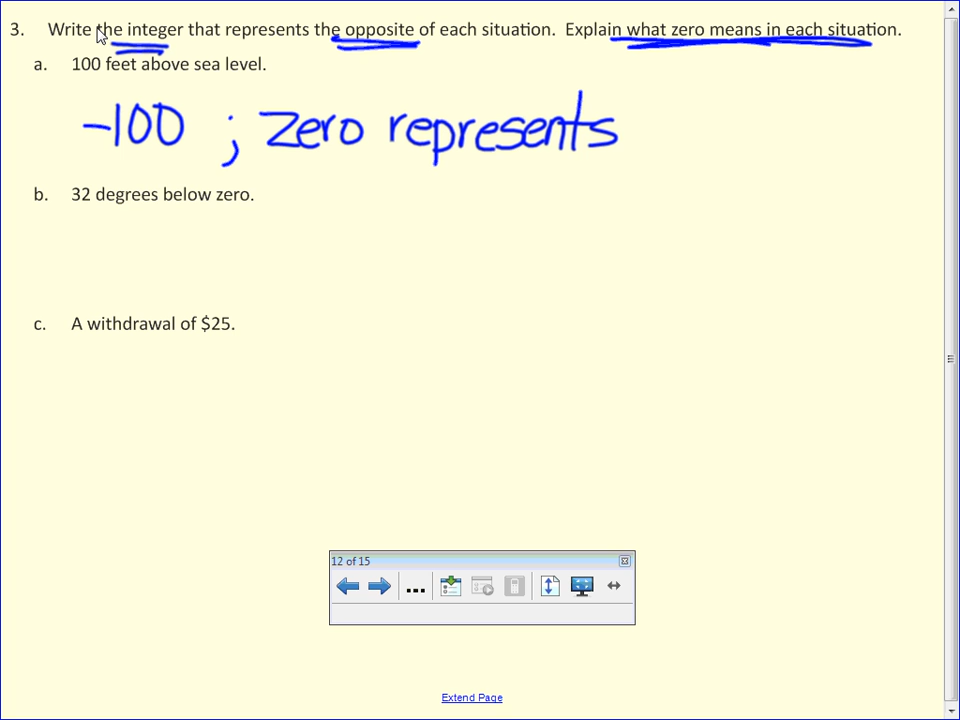 3. Write the integer that represents the opposite of each situation. Explain what zero means in each situation.
a. 100 feet above sea level.
-100 ; zero represents
b. 32 degrees below zero.
c. A withdrawal of $25.
12 of 15
...
Extend Page